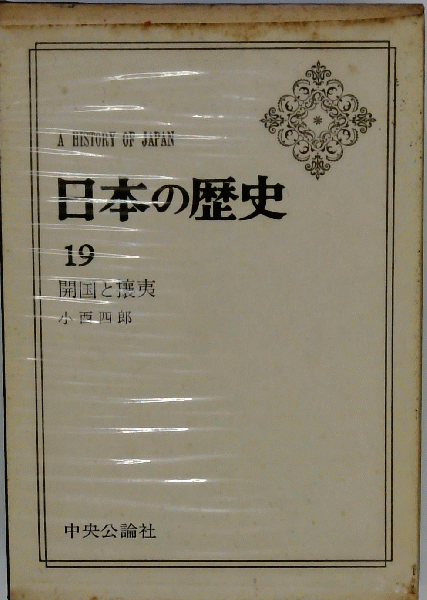 A HISTORY OF JAPAN
日本の歴史
19
開国と攘夷
小西四郎
中央公論社